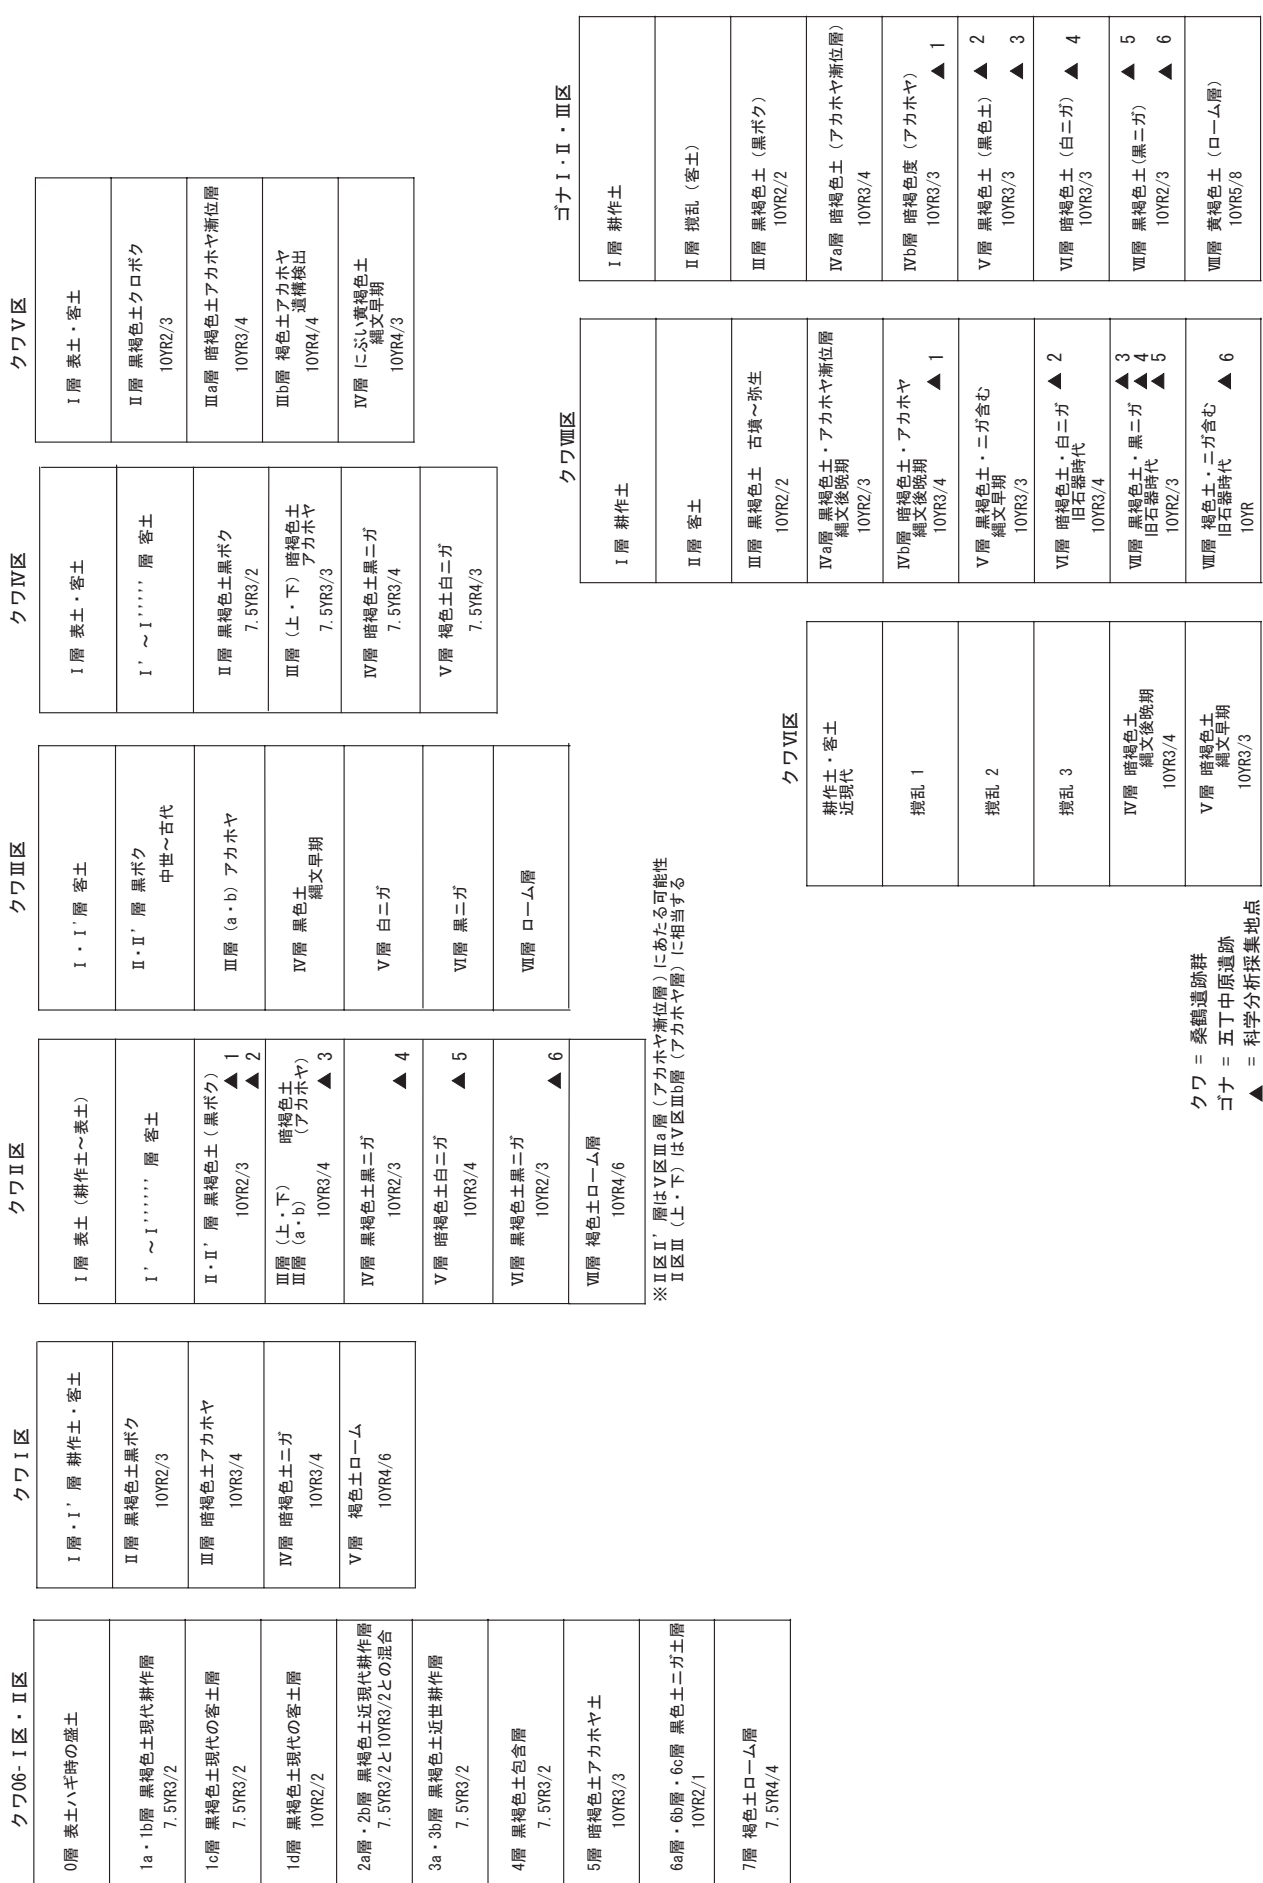 クワ06-Ⅰ区・Ⅱ区
0層 表土ハギ時の盛土
1a・1b層 黒褐色土現代耕作層
7.5YR3/2
1c層 黒褐色土現代の客土層
7.5YR3/2
1d層 黒褐色土現代の客土層
10YR2/2
2a層・2b層 黒褐色土近現代耕作層
7.5YR3/2と10YR3/2との混合
3a・3b層 黒褐色土近世耕作層
7.5YR3/2
4層 黒褐色土包含層
7.5YR3/2
5層 暗褐色土アカホヤ土
10YR3/3
6a層・6b層・6c層 黒色土ニガ土層
10YR2/1
7層 褐色土ローム層
7.5YR4/4
クワⅠ区
Ⅰ層・Ⅰ’層 耕作土・客土
Ⅱ層 黒褐色土黒ボク
10YR2/3
Ⅲ層 暗褐色土アカホヤ
10YR3/4
Ⅳ層 暗褐色土ニガ
10YR3/4
Ⅴ層 褐色土ローム
10YR4/6
クワⅡ区
Ⅰ層 表土（耕作土～表土）
Ⅰ’～Ⅰ’’’’’’層 客土
Ⅱ・Ⅱ’層 黒褐色土（黒ボク）
▲ 1
10YR2/3 ▲ 2
Ⅲ層（上・下） 暗褐色土
Ⅲ層（a・b） （アカホヤ）
10YR3/4 ▲ 3
Ⅳ層 黒褐色土黒ニガ
10YR2/3 ▲ 4
Ⅴ層 暗褐色土白ニガ
10YR3/4 ▲ 5
Ⅵ層 黒褐色土黒ニガ
10YR2/3 ▲ 6
Ⅶ層 褐色土ローム層
10YR4/6
※Ⅱ区Ⅱ’層はⅤ区Ⅲa層（アカホヤ漸位層）にあたる可能性
Ⅱ区Ⅲ（上・下）はⅤ区Ⅲb層（アカホヤ層）に相当する
クワⅢ区
Ⅰ・Ⅰ’層 客土
Ⅱ・Ⅱ’層 黒ボク
中世～古代
Ⅲ層（a・b）アカホヤ
Ⅳ層 黒色土
縄文早期
Ⅴ層 白ニガ
Ⅵ層 黒ニガ
Ⅶ層 ローム層
クワⅣ区
Ⅰ層 表土・客土
Ⅰ’～Ⅰ’’’’’層 客土
Ⅱ層 黒褐色土黒ボク
7.5YR3/2
Ⅲ層（上・下）暗褐色土
アカホヤ
7.5YR3/3
Ⅳ層 暗褐色土黒ニガ
7.5YR3/4
Ⅴ層 褐色土白ニガ
7.5YR4/3
クワⅤ区
Ⅰ層 表土・客土
Ⅱ層 黒褐色土クロボク
10YR2/3
Ⅲa層 暗褐色土アカホヤ漸位層
10YR3/4
Ⅲb層 褐色土アカホヤ
遺構検出
10YR4/4
Ⅳ層 にぶい黄褐色土
縄文早期
10YR4/3
クワⅥ区
耕作土・客土
近現代
撹乱 1
撹乱 2
撹乱 3
Ⅳ層 暗褐色土
縄文後晩期
10YR3/4
Ⅴ層 暗褐色土
縄文早期
10YR3/3
クワⅧ区
Ⅰ層 耕作土
Ⅱ層 客土
Ⅲ層 黒褐色土 古墳～弥生
10YR2/2
Ⅳa層 黒褐色土・アカホヤ漸位層
縄文後晩期
10YR2/3
Ⅳb層 暗褐色土・アカホヤ
縄文後晩期
10YR3/4 ▲ 1
Ⅴ層 黒褐色土・ニガ含む
縄文早期
10YR3/3
Ⅵ層 暗褐色土・白ニガ ▲ 2
旧石器時代
10YR3/4
Ⅶ層 黒褐色土・黒ニガ ▲ 3
旧石器時代 ▲ 4
10YR2/3 ▲ 5
Ⅷ層 褐色土・ニガ含む
旧石器時代 ▲ 6
10YR
ゴナⅠ・Ⅱ・Ⅲ区
Ⅰ層 耕作土
Ⅱ層 撹乱（客土）
Ⅲ層 黒褐色土（黒ボク）
10YR2/2
Ⅳa層 暗褐色土（アカホヤ漸位層）
10YR3/4
Ⅳb層 暗褐色度（アカホヤ）
10YR3/3 ▲ 1
Ⅴ層 黒褐色土（黒色土）▲ 2
10YR3/3 ▲ 3
Ⅵ層 暗褐色土（白ニガ）▲ 4
10YR3/3
Ⅶ層 黒褐色土（黒ニガ）▲ 5
10YR2/3 ▲ 6
Ⅷ層 黄褐色土（ローム層）
10YR5/8
クワ = 桑鶴遺跡群
ゴナ = 五丁中原遺跡
▲ = 科学分析採集地点